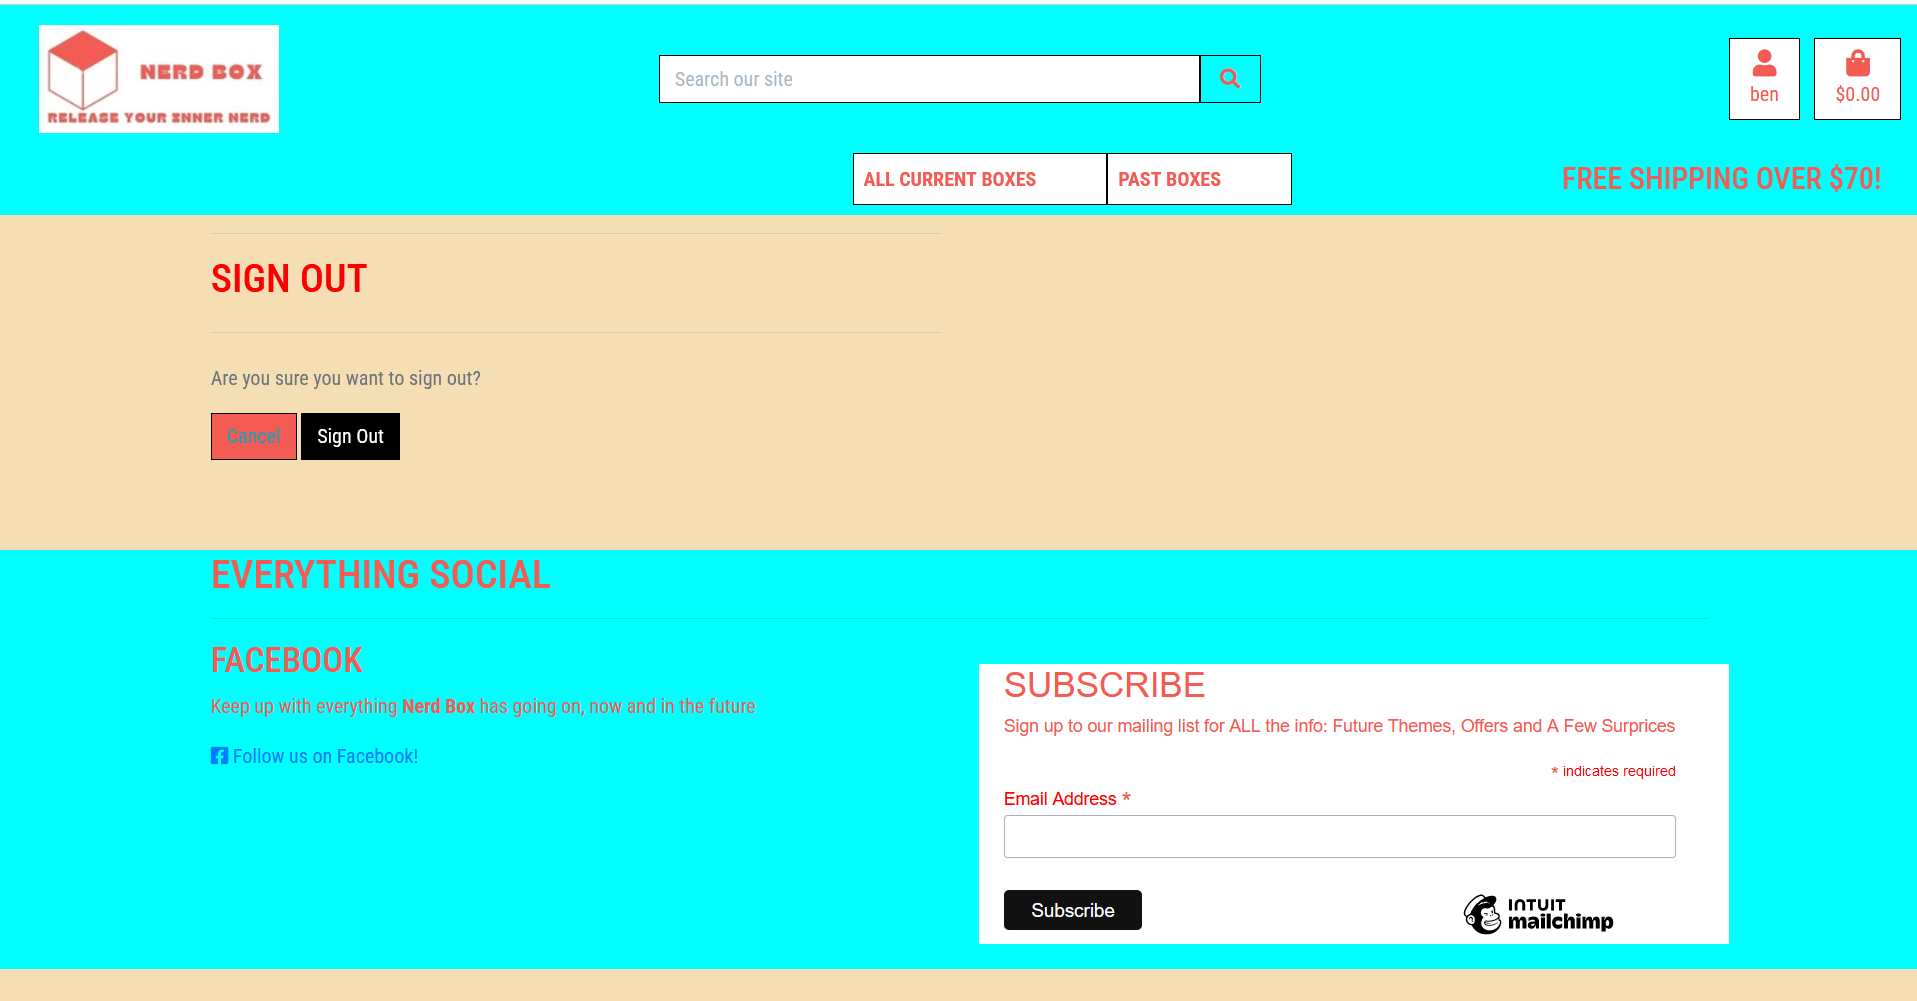 NERD BOX
RELEASE YOUR INNER NERD
Search our site
ben
$0.00
ALL CURRENT BOXES
PAST BOXES
FREE SHIPPING OVER $70!
SIGN OUT
Are you sure you want to sign out?
Cancel
Sign Out
EVERYTHING SOCIAL
FACEBOOK
Keep up with everything Nerd Box has going on, now and in the future
Follow us on Facebook!
SUBSCRIBE
Sign up to our mailing list for ALL the info: Future Themes, Offers and A Few Surprices
* indicates required
Email Address *
Subscribe
INTUIT
mailchimp